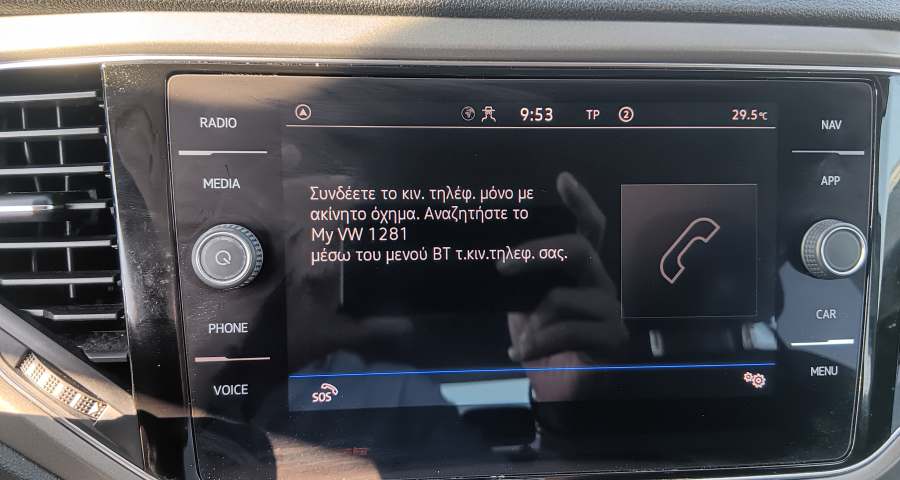 RADIO
MEDIA
PHONE
VOICE
9:53 TP 2 29.5°C
Συνδέετε το κιν. τηλέφ. μόνο με
ακίνητο όχημα. Αναζητήστε το
My VW 1281
μέσω του μενού BT τ.κιν.τηλεφ. σας.
SOS
NAV
APP
CAR
MENU